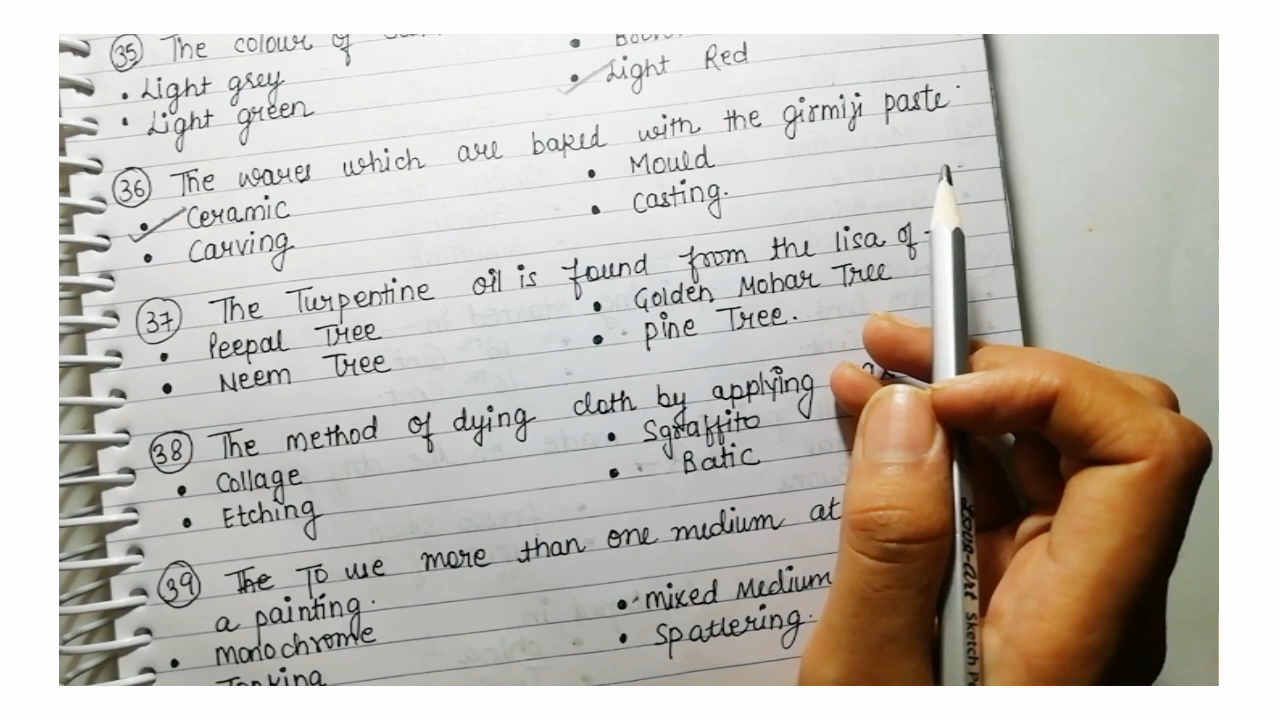 35 The colour of
• Light grey
• Light Red
• Light green
36 The wares which are baked with the girmiji paste.
• Ceramic
• Mould
• Carving
• Casting.
37 The Turpentine oil is found from the lisa of-
• Peepal Tree
• Golden Mohar Tree
• Neem Tree
• pine Tree.
38 The method of dying cloth by applying
• Collage
• Sgraffito
• Etching
• Batic
39 The To use more than one medium at
a painting.
• mixed Medium
• Monochrome
• Spattering.